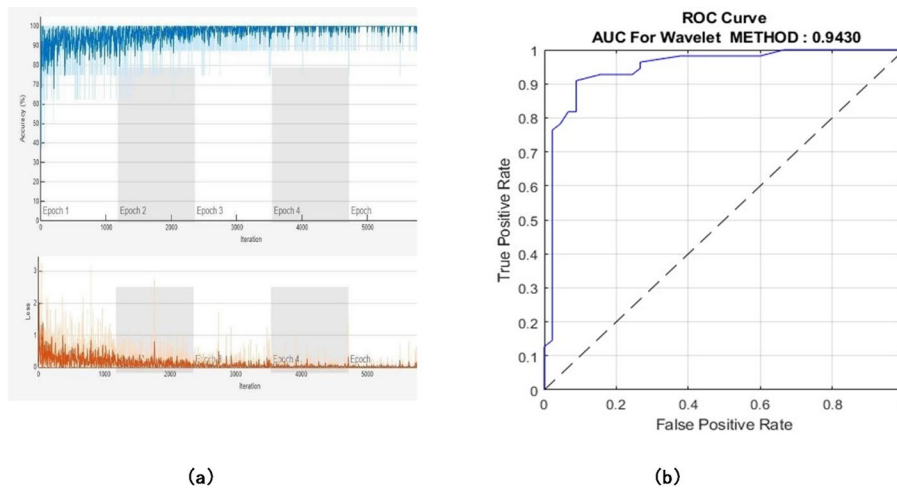 100
90
80
70
60
50
40
30
20
10
0
Accuracy (%)
Epoch 1
Epoch 2
Epoch 3
Epoch 4
Epoch
0
1000
2000
3000
4000
5000
Iteration
3
2
1
0
Loss
Epoch 4
Epoch
0
1000
2000
3000
4000
5000
Iteration
(a)
ROC Curve
AUC For Wavelet METHOD : 0.9430
1
0.9
0.8
0.7
0.6
0.5
0.4
0.3
0.2
0.1
0
True Positive Rate
0
0.2
0.4
0.6
0.8
False Positive Rate
(b)